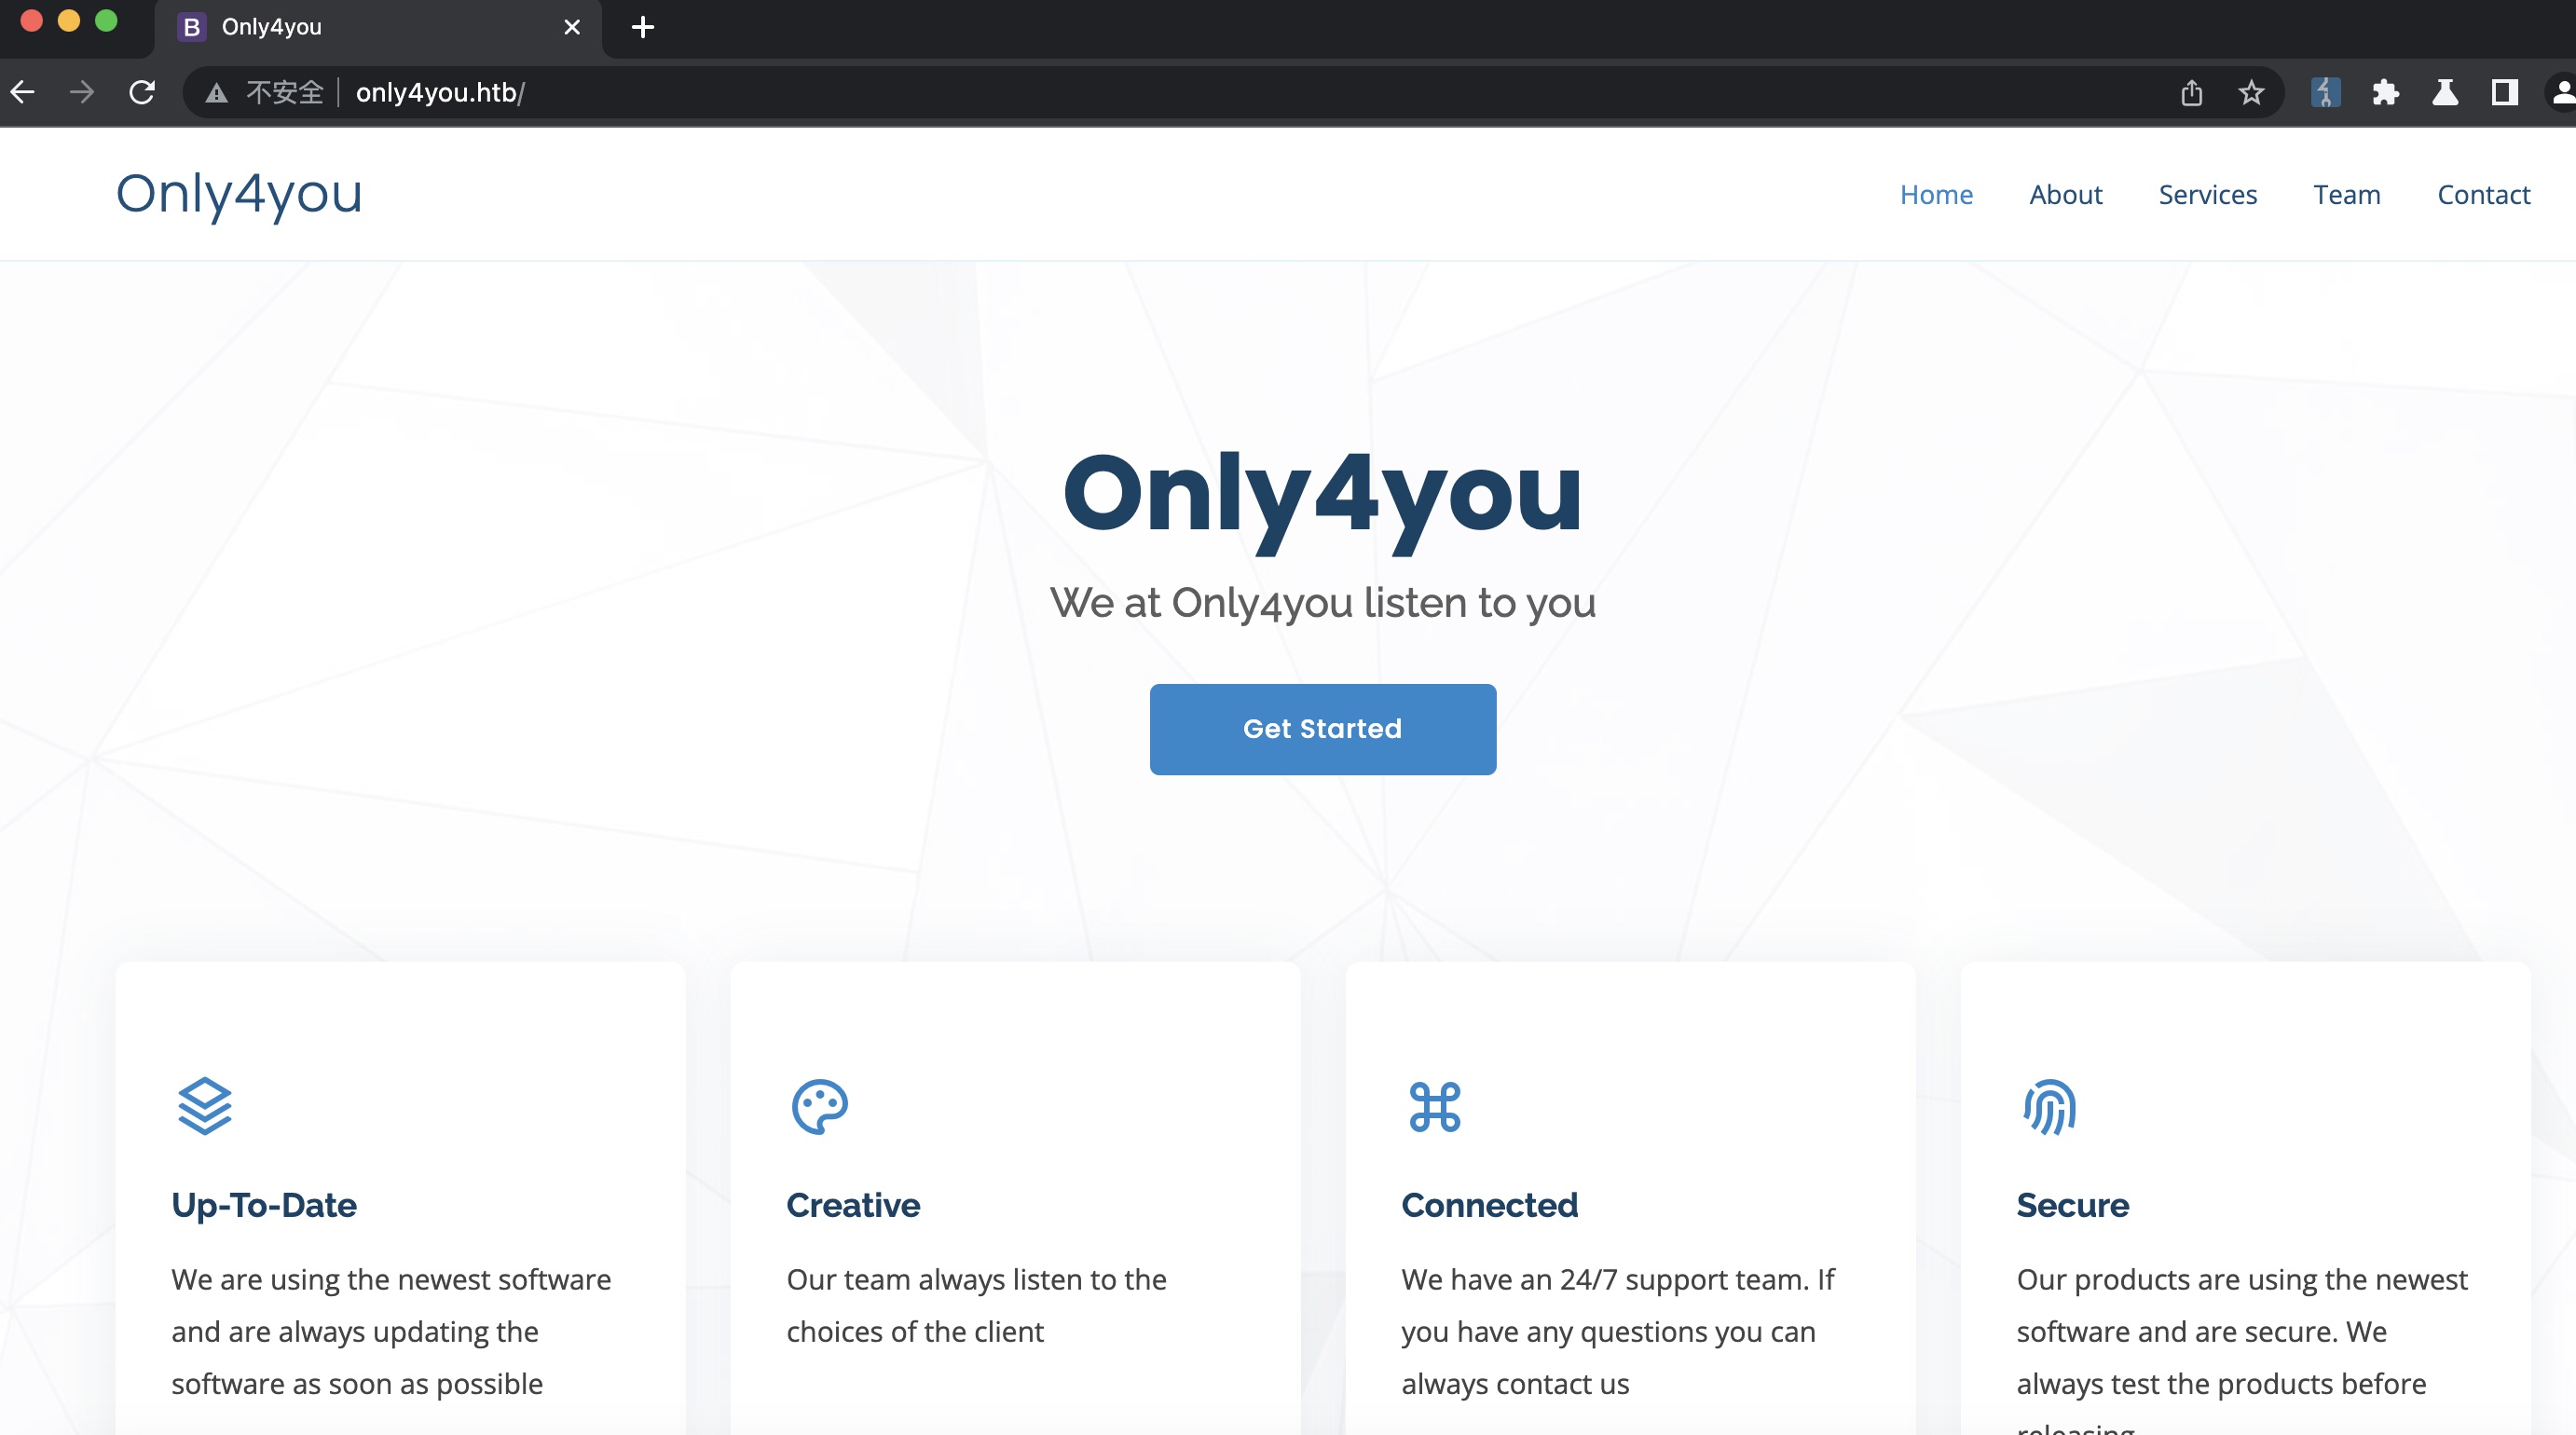 Only4you
不安全 only4you.htb/
Only4you
Home About Services Team Contact
Only4you
We at Only4you listen to you
Get Started
Up-To-Date
We are using the newest software
and are always updating the
software as soon as possible
Creative
Our team always listen to the
choices of the client
Connected
We have an 24/7 support team. If
you have any questions you can
always contact us
Secure
Our products are using the newest
software and are secure. We
always test the products before
releasing